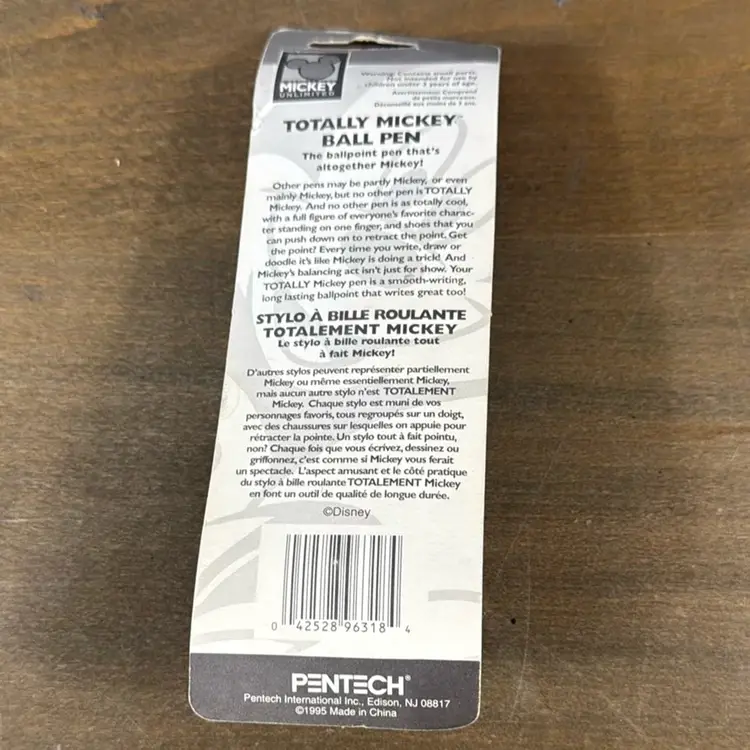 MICKEY
UNLIMITED
Warning: Contains small parts.
Not intended for use by
children under 3 years of age.
Avertissement: Comprend
de petits morceaux.
Déconseillé aux moins de 3 ans.
TOTALLY MICKEY™
BALL PEN
The ballpoint pen that's
altogether Mickey!
Other pens may be partly Mickey, or even
mainly Mickey, but no other pen is TOTALLY
Mickey. And no other pen is as totally cool,
with a full figure of everyone's favorite charac-
ter standing on one finger, and shoes that you
can push down on to retract the point. Get
the point? Every time you write, draw or
doodle it's like Mickey is doing a trick! And
Mickey's balancing act isn't just for show. Your
TOTALLY Mickey pen is a smooth-writing,
long lasting ballpoint that writes great too!
STYLO À BILLE ROULANTE
TOTALEMENT MICKEY
Le stylo à bille roulante tout
à fait Mickey!
D'autres stylos peuvent représenter partiellement
Mickey ou même essentiellement Mickey,
mais aucun autre stylo n'est TOTALEMENT
Mickey. Chaque stylo est muni de vos
personnages favoris, tous regroupés sur un doigt,
avec des chaussures sur lesquelles on appuie pour
rétracter la pointe. Un stylo tout à fait pointu,
non? Chaque fois que vous écrivez, dessinez ou
griffonnez, c'est comme si Mickey vous ferait
un spectacle. L'aspect amusant et le côté pratique
du stylo à bille roulante TOTALEMENT Mickey
en font un outil de qualité de longue durée.
©Disney
0 42528 96318 4
PENTECH®
Pentech International Inc., Edison, NJ 08817
©1995 Made in China